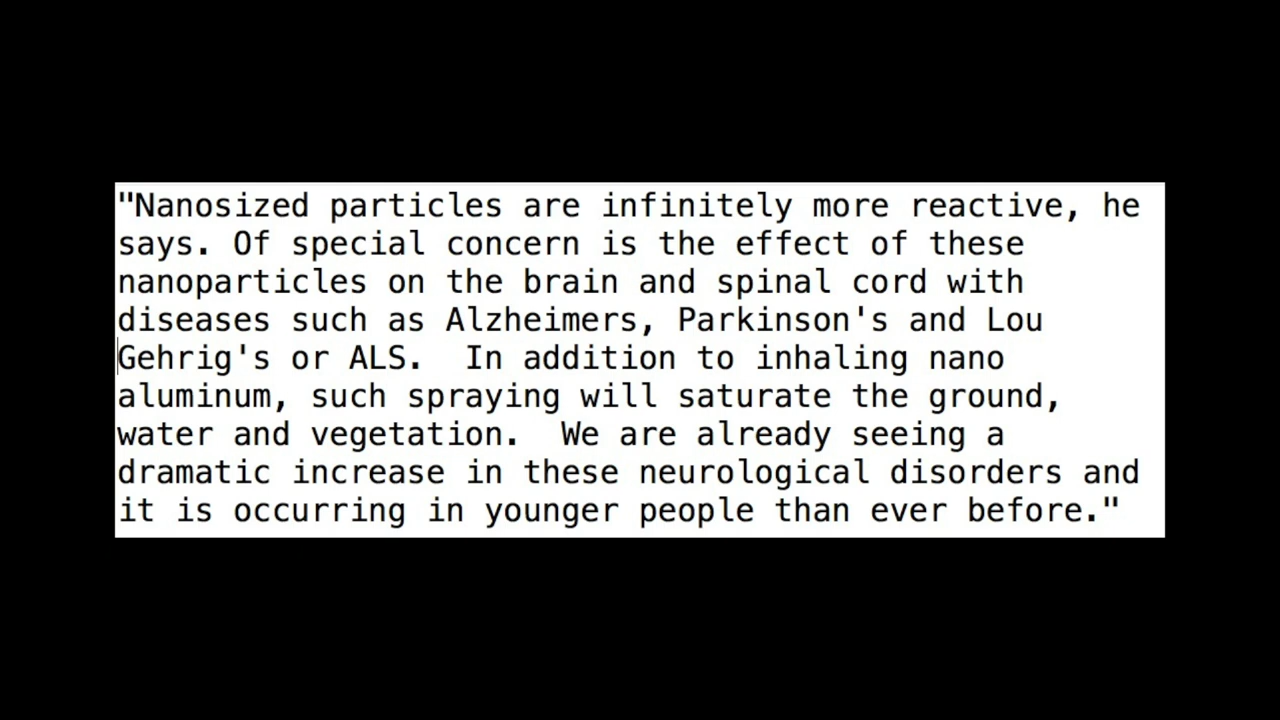 "Nanosized particles are infinitely more reactive, he
says. Of special concern is the effect of these
nanoparticles on the brain and spinal cord with
diseases such as Alzheimers, Parkinson's and Lou
Gehrig's or ALS.  In addition to inhaling nano
aluminum, such spraying will saturate the ground,
water and vegetation.  We are already seeing a
dramatic increase in these neurological disorders and
it is occurring in younger people than ever before."